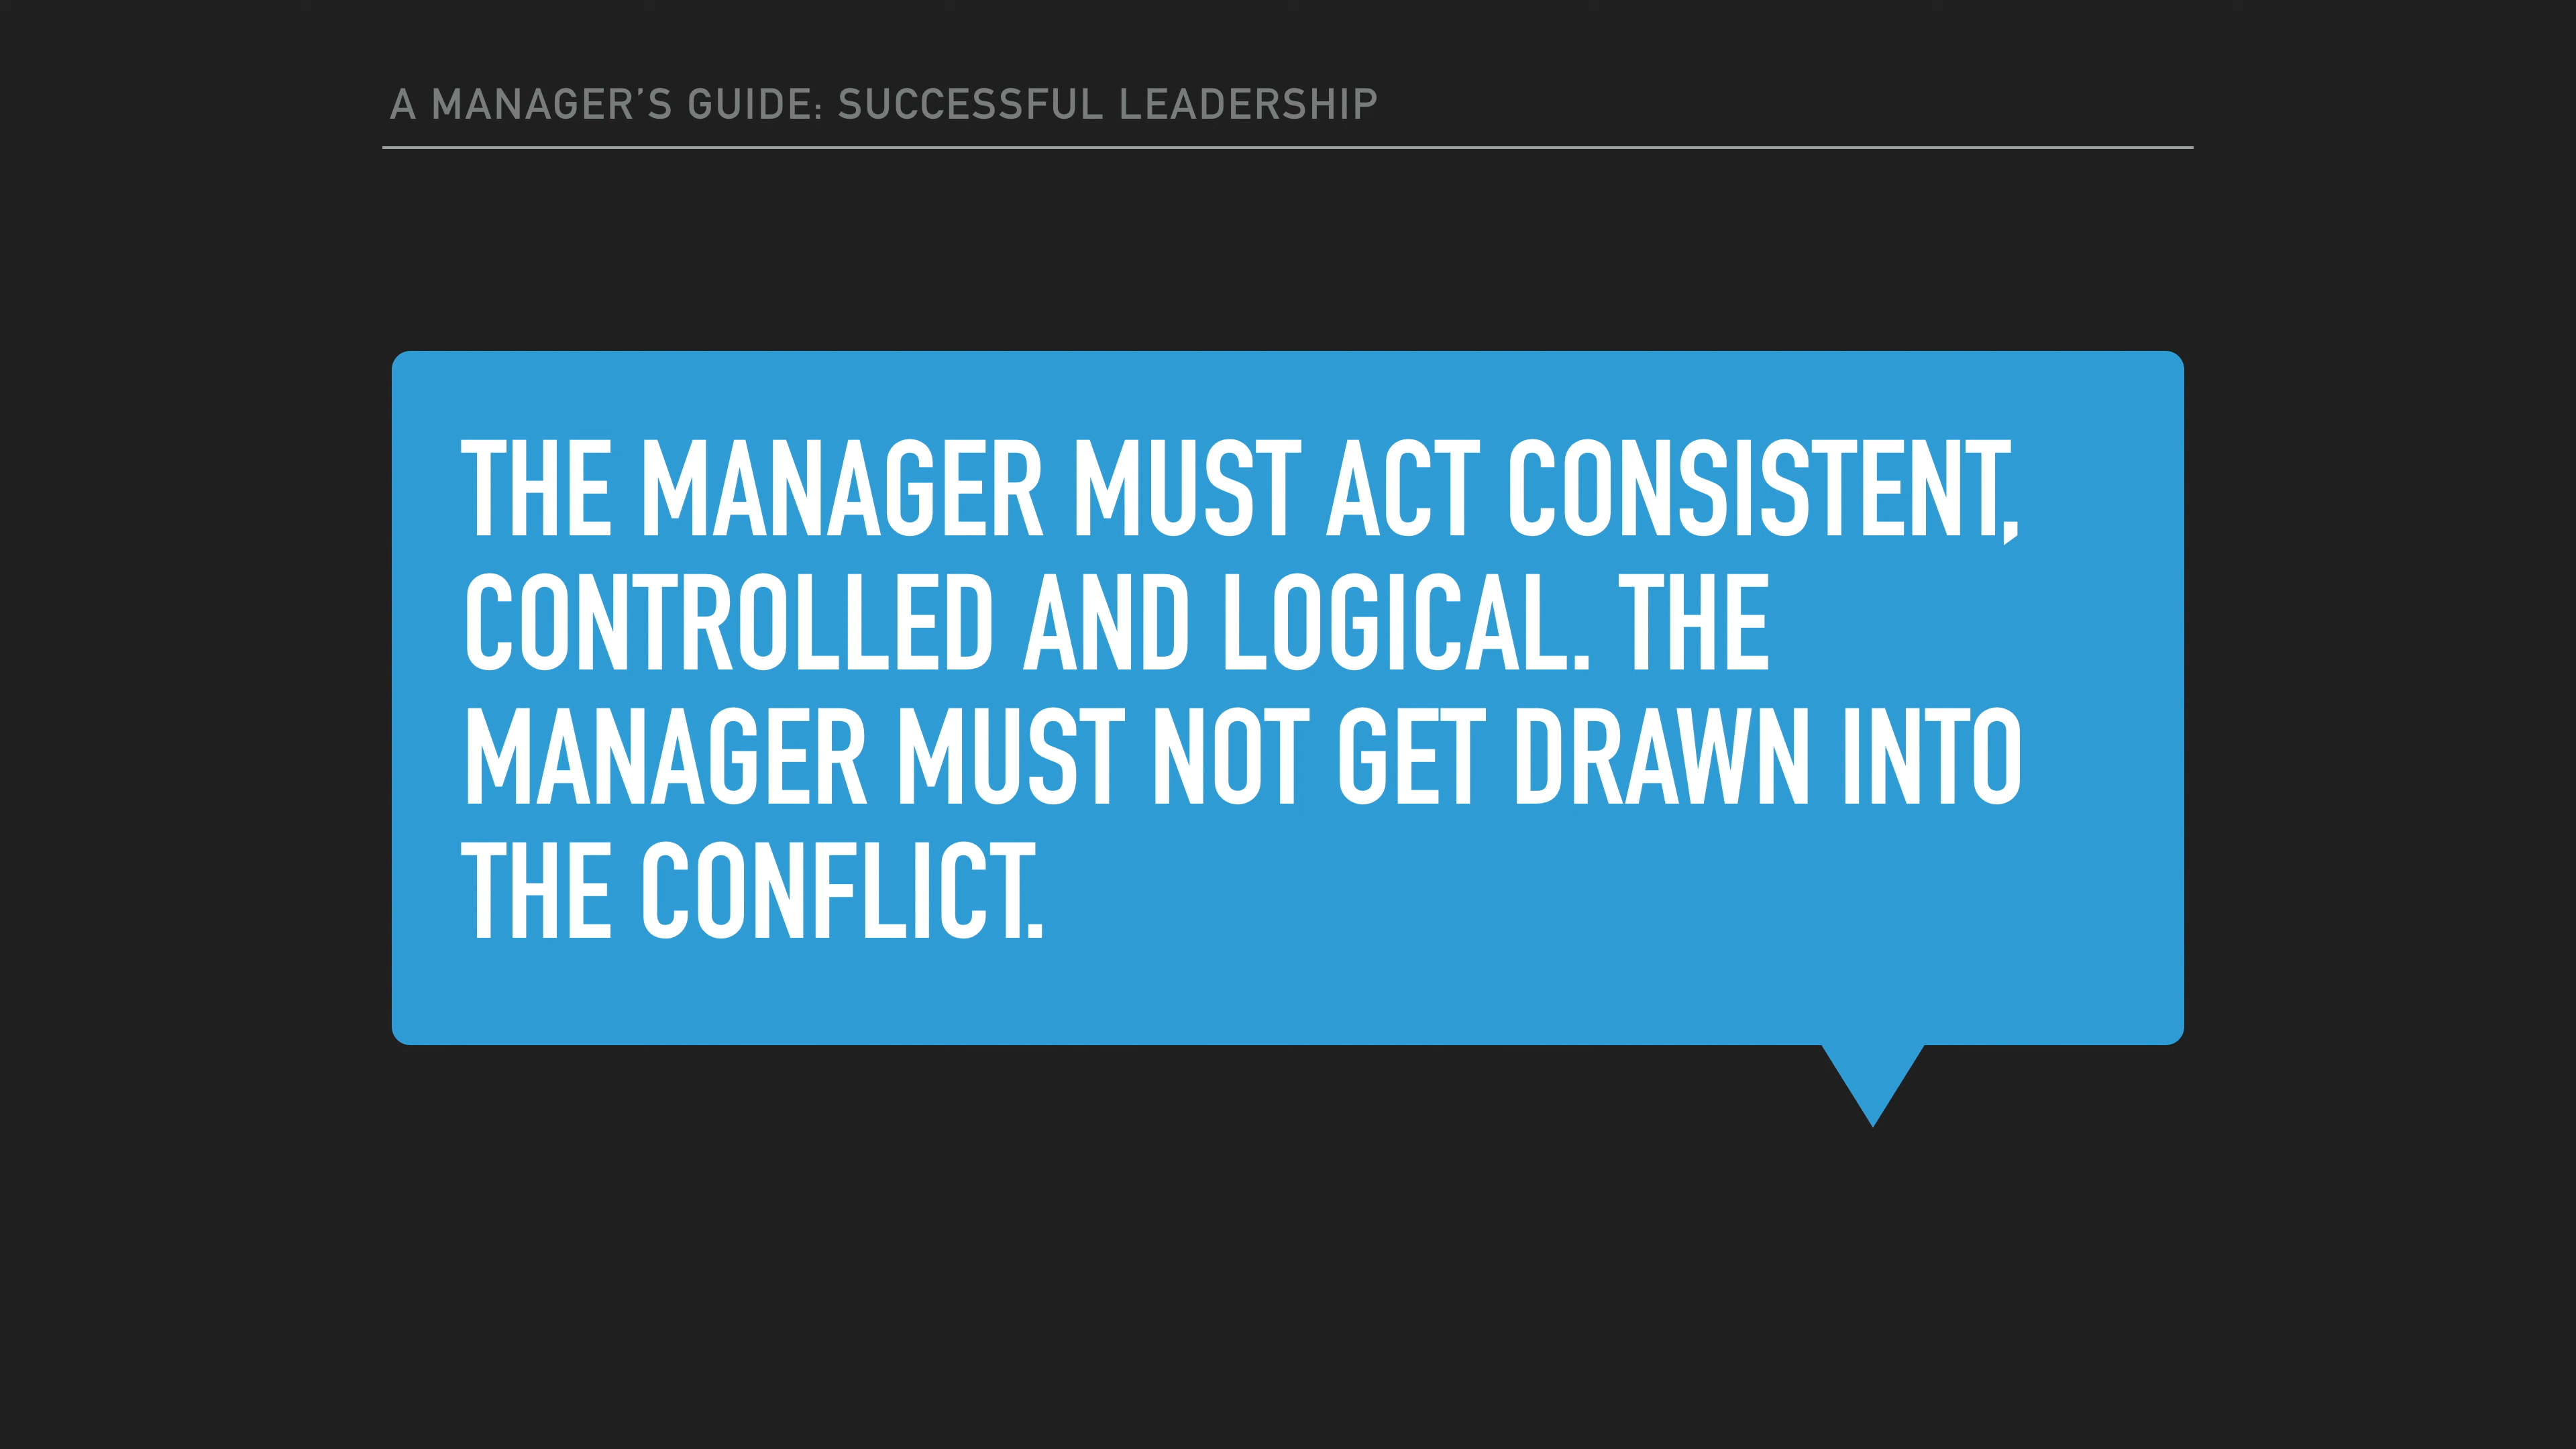 A MANAGER’S GUIDE: SUCCESSFUL LEADERSHIP
THE MANAGER MUST ACT CONSISTENT,
CONTROLLED AND LOGICAL. THE
MANAGER MUST NOT GET DRAWN INTO
THE CONFLICT.